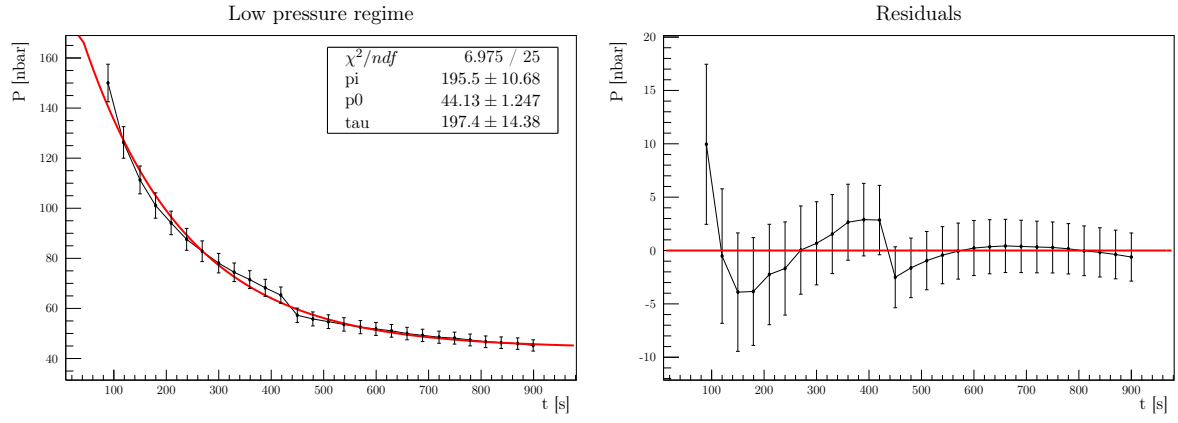 Low pressure regime
P [nbar]
160
140
120
100
80
60
40
χ²/ndf 6.975 / 25
pi 195.5 ± 10.68
p0 44.13 ± 1.247
tau 197.4 ± 14.38
100 200 300 400 500 600 700 800 900
t [s]
Residuals
P [nbar]
20
15
10
5
0
-5
-10
100 200 300 400 500 600 700 800 900
t [s]